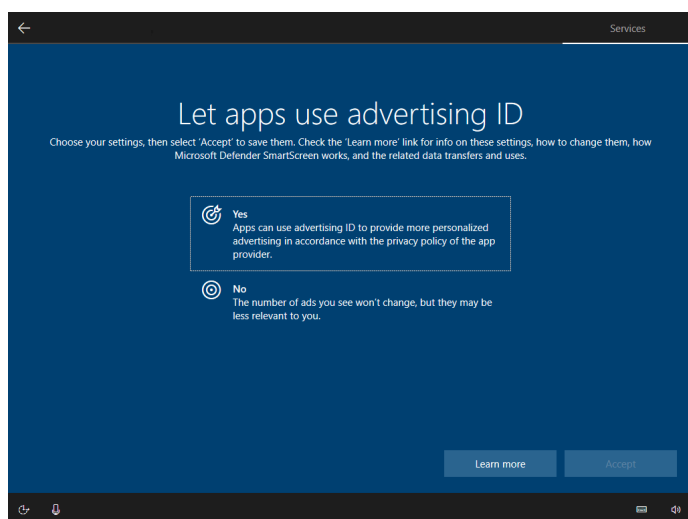 Services
Let apps use advertising ID
Choose your settings, then select 'Accept' to save them. Check the 'Learn more' link for info on these settings, how to change them, how
Microsoft Defender SmartScreen works, and the related data transfers and uses.
Yes
Apps can use advertising ID to provide more personalized
advertising in accordance with the privacy policy of the app
provider.
No
The number of ads you see won't change, but they may be
less relevant to you.
Learn more
Accept